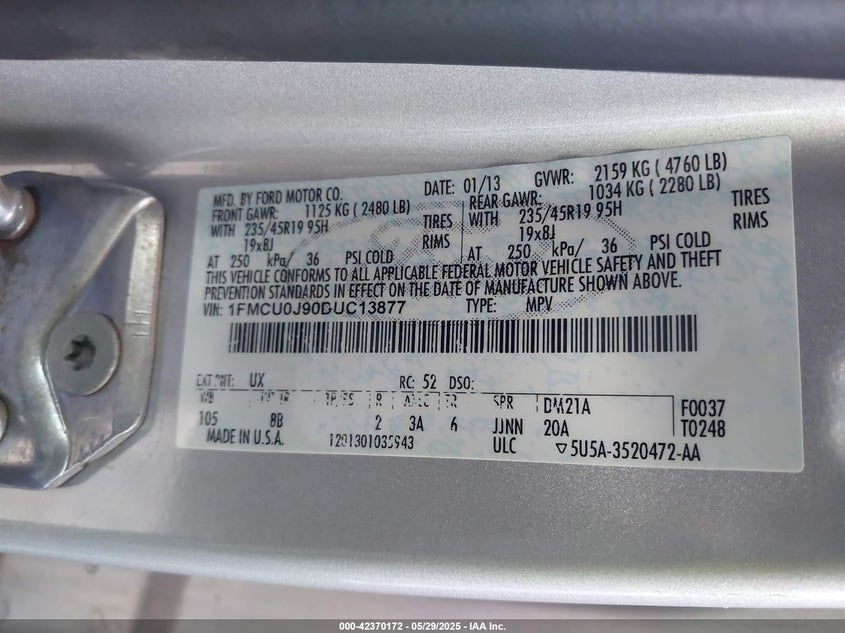 MFD. BY FORD MOTOR CO. DATE: 01/13 GVWR: 2159 KG ( 4760 LB)
FRONT GAWR: 1125 KG ( 2480 LB) REAR GAWR: 1034 KG ( 2280 LB)
WITH 235/45R19 95H TIRES WITH 235/45R19 95H TIRES
19x8J RIMS 19x8J RIMS
AT 250 kPa/ 36 PSI COLD AT 250 kPa/ 36 PSI COLD
THIS VEHICLE CONFORMS TO ALL APPLICABLE FEDERAL MOTOR VEHICLE SAFETY AND THEFT
PREVENTION STANDARDS IN EFFECT ON THE DATE OF MANUFACTURE SHOWN ABOVE.
VIN: 1FMCU0J90DUC13877 TYPE: MPV
EXT PNT: UX RC: 52 DSO:
WB R SPR DM21A F0037
105 8B 2 3A 6 JJNN 20A T0248
MADE IN U.S.A. ULC ▽5U5A-3520472-AA
000-42370172 | 05/29/2025 | IAA Inc.